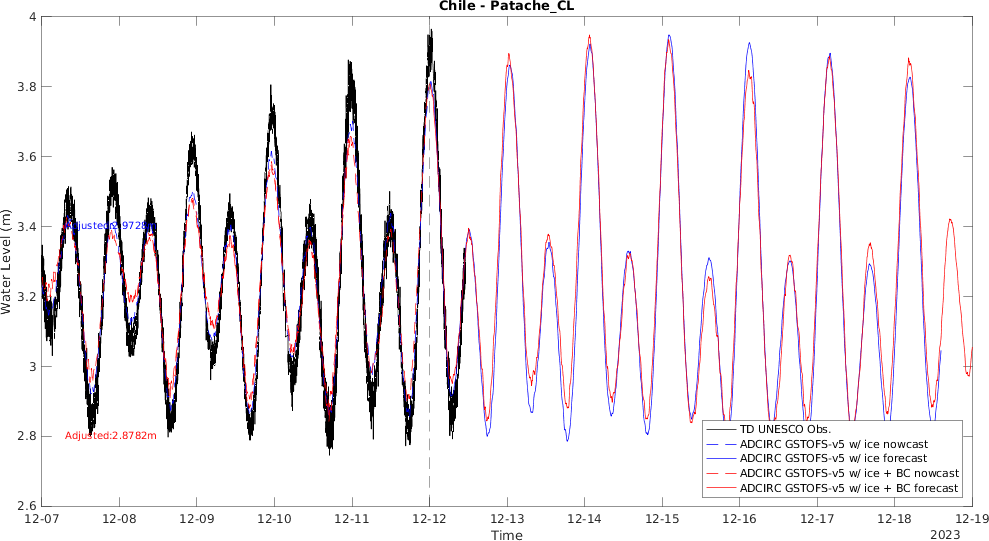 Chile - Patache_CL
4
3.8
3.6
3.4
3.2
3
2.8
2.6
Water Level (m)
Adjusted:2.8782m
TD UNESCO Obs.
ADCIRC GSTOFS-v5 w/ ice nowcast
ADCIRC GSTOFS-v5 w/ ice forecast
ADCIRC GSTOFS-v5 w/ ice + BC nowcast
ADCIRC GSTOFS-v5 w/ ice + BC forecast
12-07 12-08 12-09 12-10 12-11 12-12 12-13 12-14 12-15 12-16 12-17 12-18 12-19
Time
2023